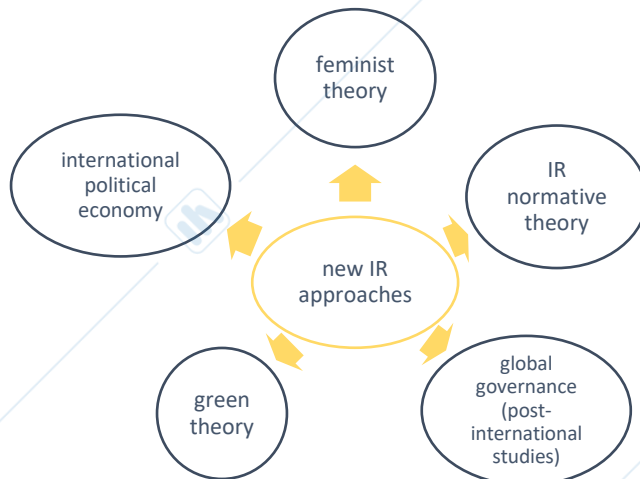 feminist
theory
international
political
economy
IR
normative
theory
new IR
approaches
green
theory
global
governance
(post-
international
studies)